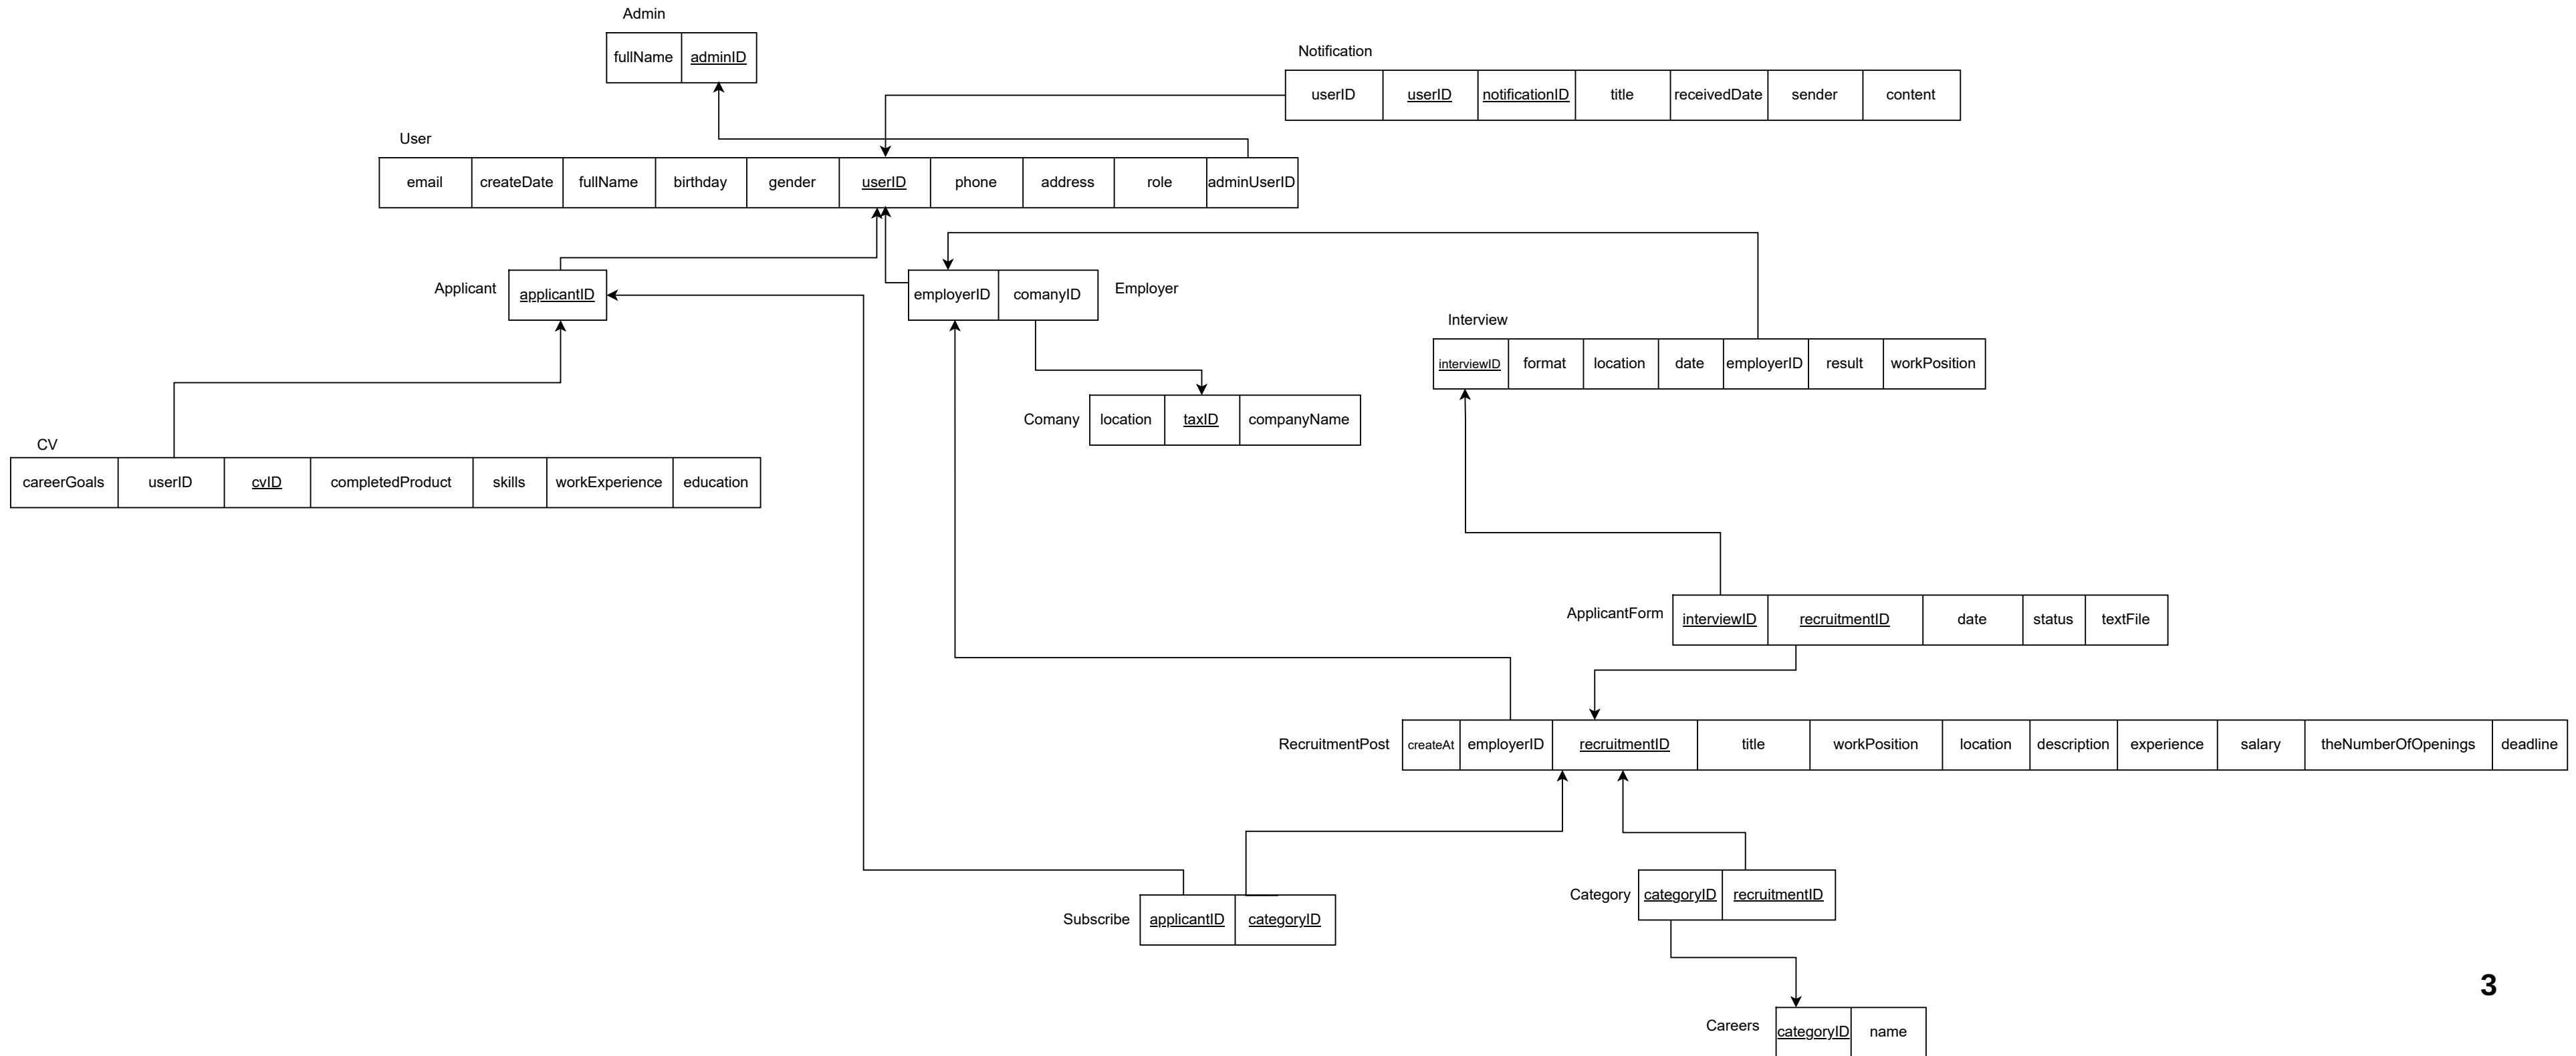 Admin
fullName adminID
Notification
userID userID notificationID title receivedDate sender content
User
email createDate fullName birthday gender userID phone address role adminUserID
Applicant
applicantID
employerID comanyID
Employer
Interview
interviewID format location date employerID result workPosition
Comany
location taxID companyName
CV
careerGoals userID cvID completedProduct skills workExperience education
ApplicantForm
interviewID recruitmentID date status textFile
RecruitmentPost
createAt employerID recruitmentID title workPosition location description experience salary theNumberOfOpenings deadline
Subscribe
applicantID categoryID
Category
categoryID recruitmentID
3
Careers
categoryID name